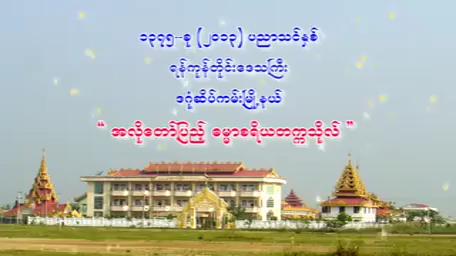 ၁၃၇၅-ခု (၂၀၁၃) ပညာသင်နှစ်
ရန်ကုန်တိုင်းဒေသကြီး
ဒဂုံဆိပ်ကမ်းမြို့နယ်
“ အလိုတော်ပြည့် ဓမ္မာစရိယတက္ကသိုလ် ”